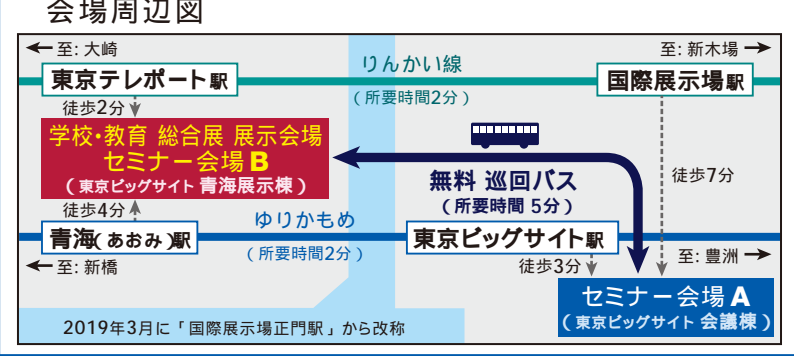 会場周辺図
← 至: 大崎
至: 新木場 →
りんかい線
東京テレポート駅
国際展示場駅
(所要時間2分)
徒歩2分
学校・教育 総合展 展示会場
セミナー会場 B
(東京ビッグサイト 青海展示棟)
無料 巡回バス
(所要時間 5分)
徒歩7分
徒歩4分
ゆりかもめ
青海(あおみ)駅
東京ビッグサイト駅
(所要時間2分)
← 至: 新橋
徒歩3分
至: 豊洲 →
セミナー会場 A
(東京ビッグサイト 会議棟)
2019年3月に「国際展示場正門駅」から改称